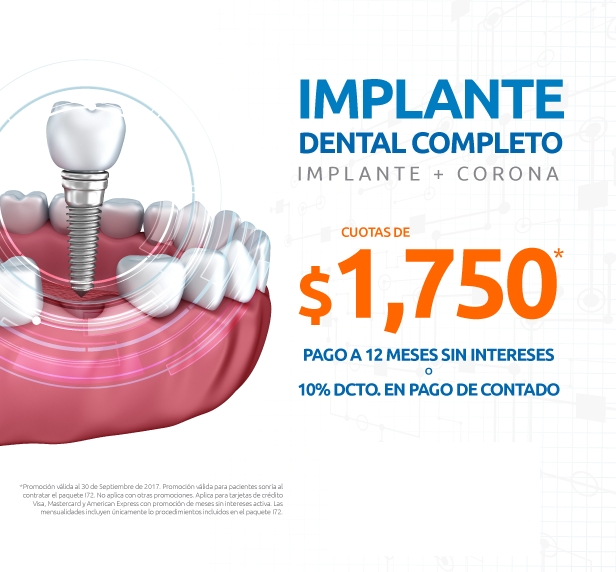 IMPLANTE
DENTAL COMPLETO
IMPLANTE + CORONA
CUOTAS DE
$1,750*
PAGO A 12 MESES SIN INTERESES
O
10% DCTO. EN PAGO DE CONTADO
*Promoción válida al 30 de Septiembre de 2017. Promoción válida para pacientes sonría al
contratar el paquete I72. No aplica con otras promociones. Aplica para tarjetas de crédito
Visa, Mastercard y American Express con promoción de meses sin intereses activa. Las
mensualidades incluyen únicamente lo procedimientos incluidos en el paquete I72.